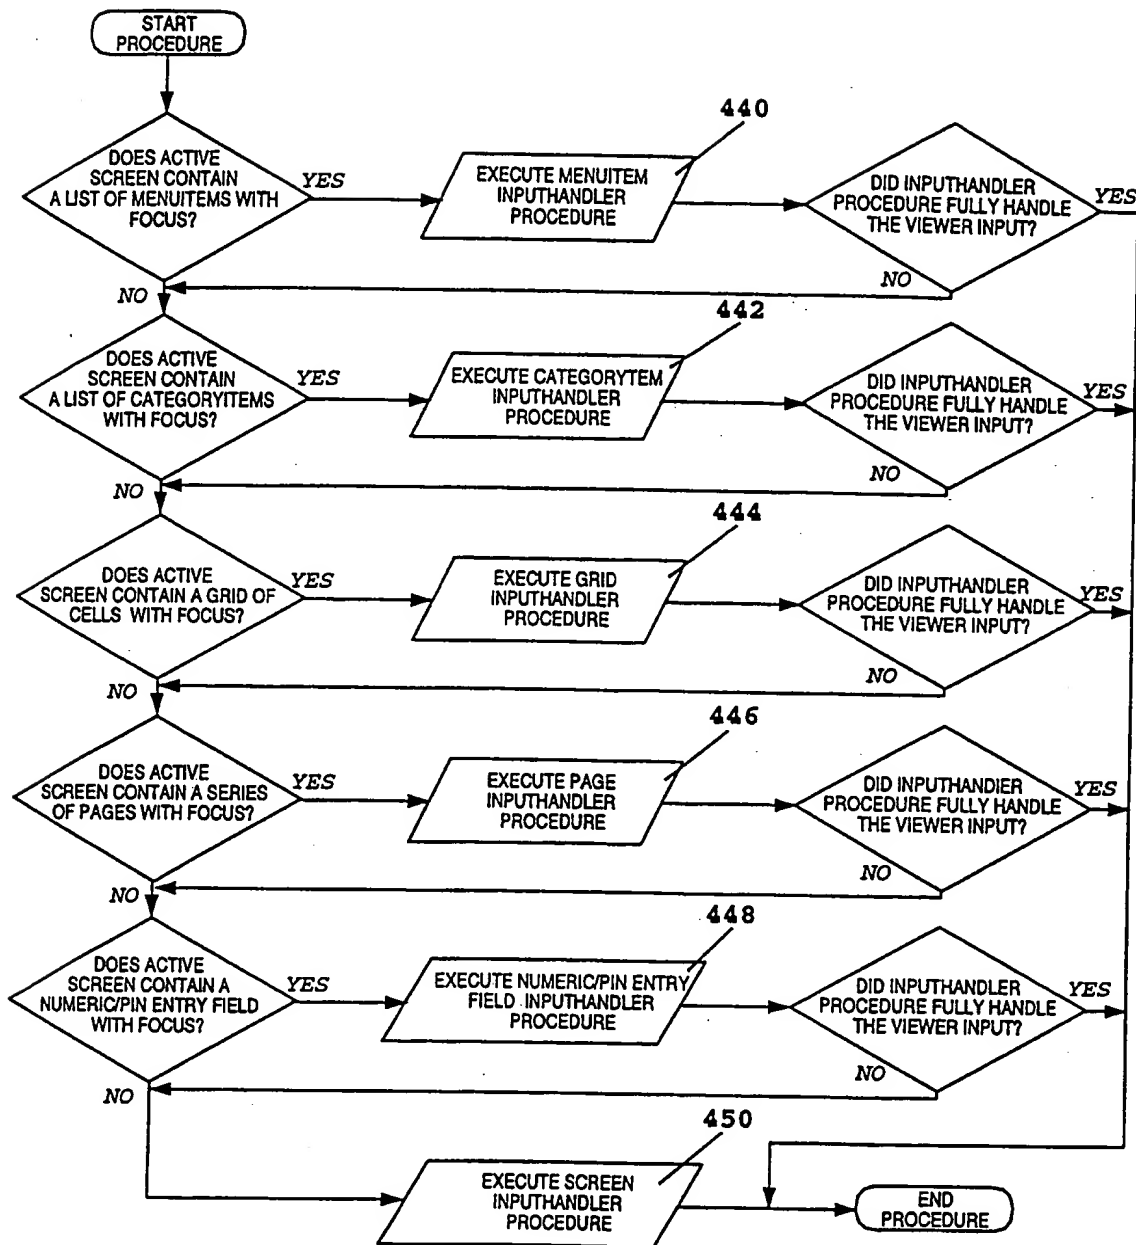 START
PROCEDURE
440
DOES ACTIVE
SCREEN CONTAIN
A LIST OF MENUITEMS WITH
FOCUS?
YES
EXECUTE MENUITEM
INPUTHANDLER
PROCEDURE
DID INPUTHANDLER
PROCEDURE FULLY HANDLE
THE VIEWER INPUT?
YES
NO
NO
442
DOES ACTIVE
SCREEN CONTAIN
A LIST OF CATEGORYITEMS
WITH FOCUS?
YES
EXECUTE CATEGORYTEM
INPUTHANDLER
PROCEDURE
DID INPUTHANDLER
PROCEDURE FULLY HANDLE
THE VIEWER INPUT?
YES
NO
NO
444
DOES ACTIVE
SCREEN CONTAIN A GRID OF
CELLS WITH FOCUS?
YES
EXECUTE GRID
INPUTHANDLER
PROCEDURE
DID INPUTHANDLER
PROCEDURE FULLY HANDLE
THE VIEWER INPUT?
YES
NO
NO
446
DOES ACTIVE
SCREEN CONTAIN A SERIES
OF PAGES WITH FOCUS?
YES
EXECUTE PAGE
INPUTHANDLER
PROCEDURE
DID INPUTHANDIER
PROCEDURE FULLY HANDLE
THE VIEWER INPUT?
YES
NO
NO
448
DOES ACTIVE
SCREEN CONTAIN A
NUMERIC/PIN ENTRY FIELD
WITH FOCUS?
YES
EXECUTE NUMERIC/PIN ENTRY
FIELD INPUTHANDLER
PROCEDURE
DID INPUTHANDLER
PROCEDURE FULLY HANDLE
THE VIEWER INPUT?
YES
NO
NO
450
EXECUTE SCREEN
INPUTHANDLER
PROCEDURE
END
PROCEDURE